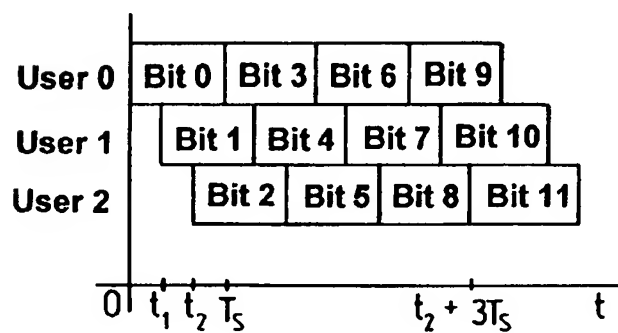 User 0 Bit 0 Bit 3 Bit 6 Bit 9
User 1 Bit 1 Bit 4 Bit 7 Bit 10
User 2 Bit 2 Bit 5 Bit 8 Bit 11
0 t₁ t₂ Tₛ t₂ + 3Tₛ t